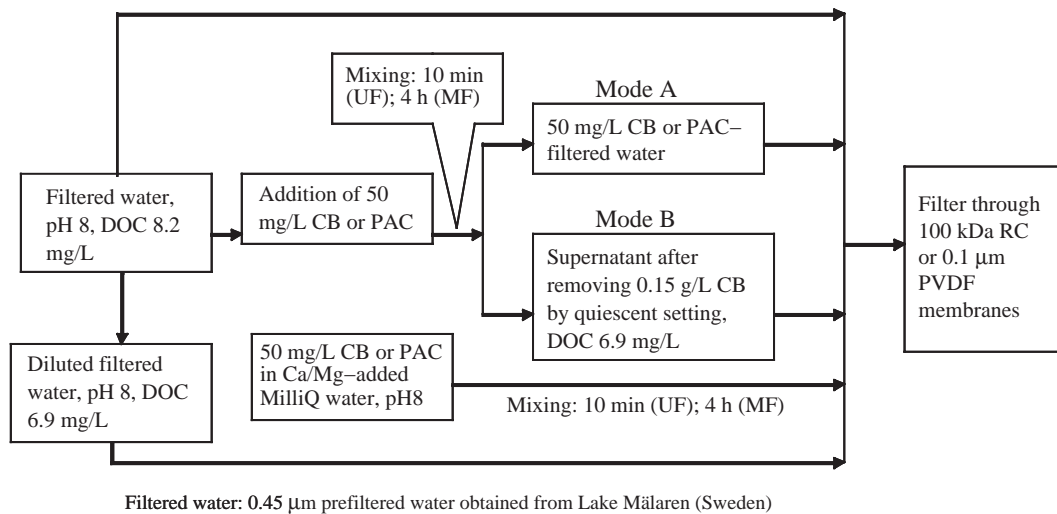 Mixing: 10 min
(UF); 4 h (MF)
Mode A
50 mg/L CB or PAC–
filtered water
Filtered water,
pH 8, DOC 8.2
mg/L
Addition of 50
mg/L CB or PAC
Mode B
Supernatant after
removing 0.15 g/L CB
by quiescent setting,
DOC 6.9 mg/L
Filter through
100 kDa RC
or 0.1 μm
PVDF
membranes
Diluted filtered
water, pH 8, DOC
6.9 mg/L
50 mg/L CB or PAC
in Ca/Mg–added
MilliQ water, pH8
Mixing: 10 min (UF); 4 h (MF)
Filtered water: 0.45 μm prefiltered water obtained from Lake Mälaren (Sweden)